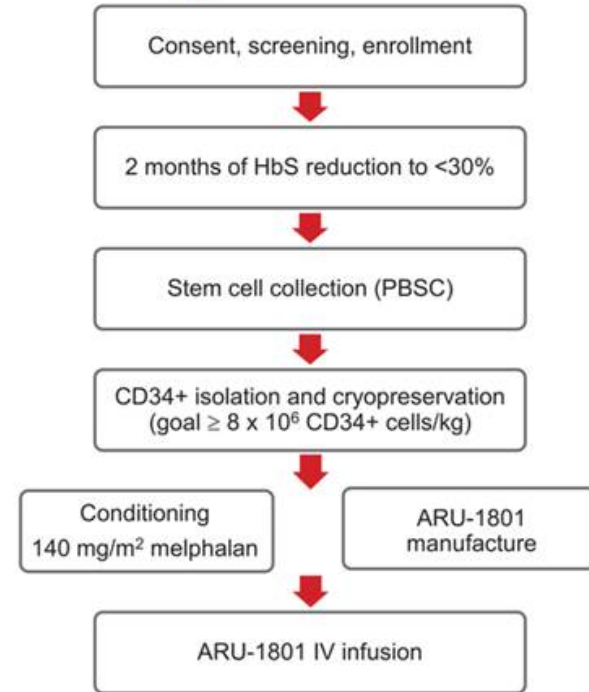 Consent, screening, enrollment
2 months of HbS reduction to <30%
Stem cell collection (PBSC)
CD34+ isolation and cryopreservation
(goal ≥ 8 x 10⁶ CD34+ cells/kg)
Conditioning
140 mg/m² melphalan
ARU-1801
manufacture
ARU-1801 IV infusion